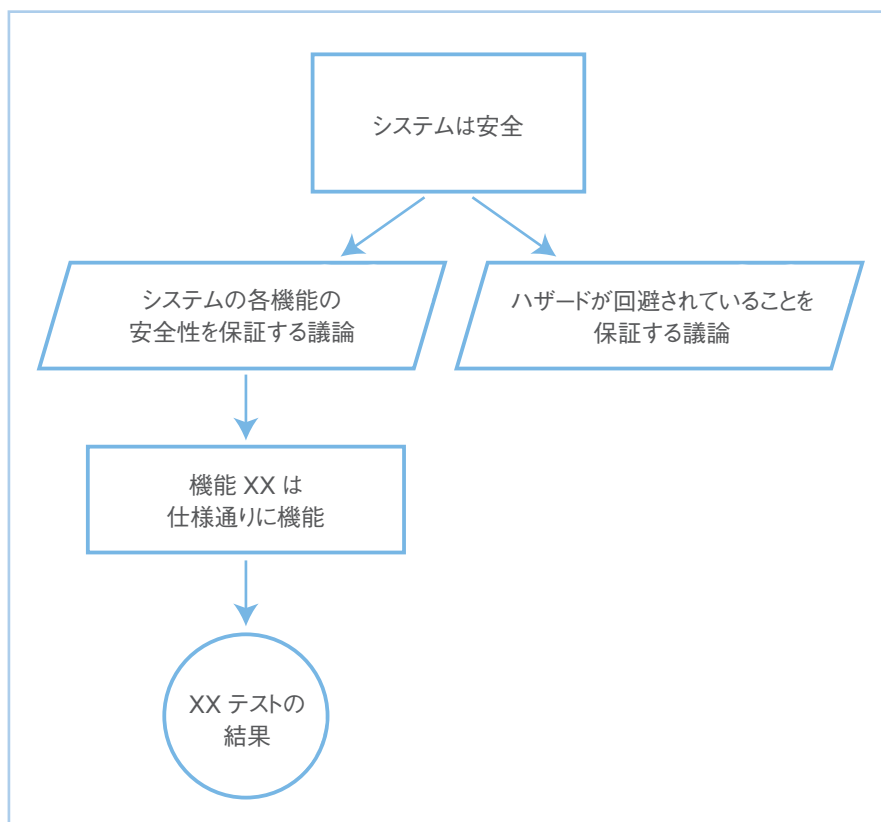 システムは安全
システムの各機能の
安全性を保証する議論
ハザードが回避されていることを
保証する議論
機能 XX は
仕様通りに機能
XX テストの
結果